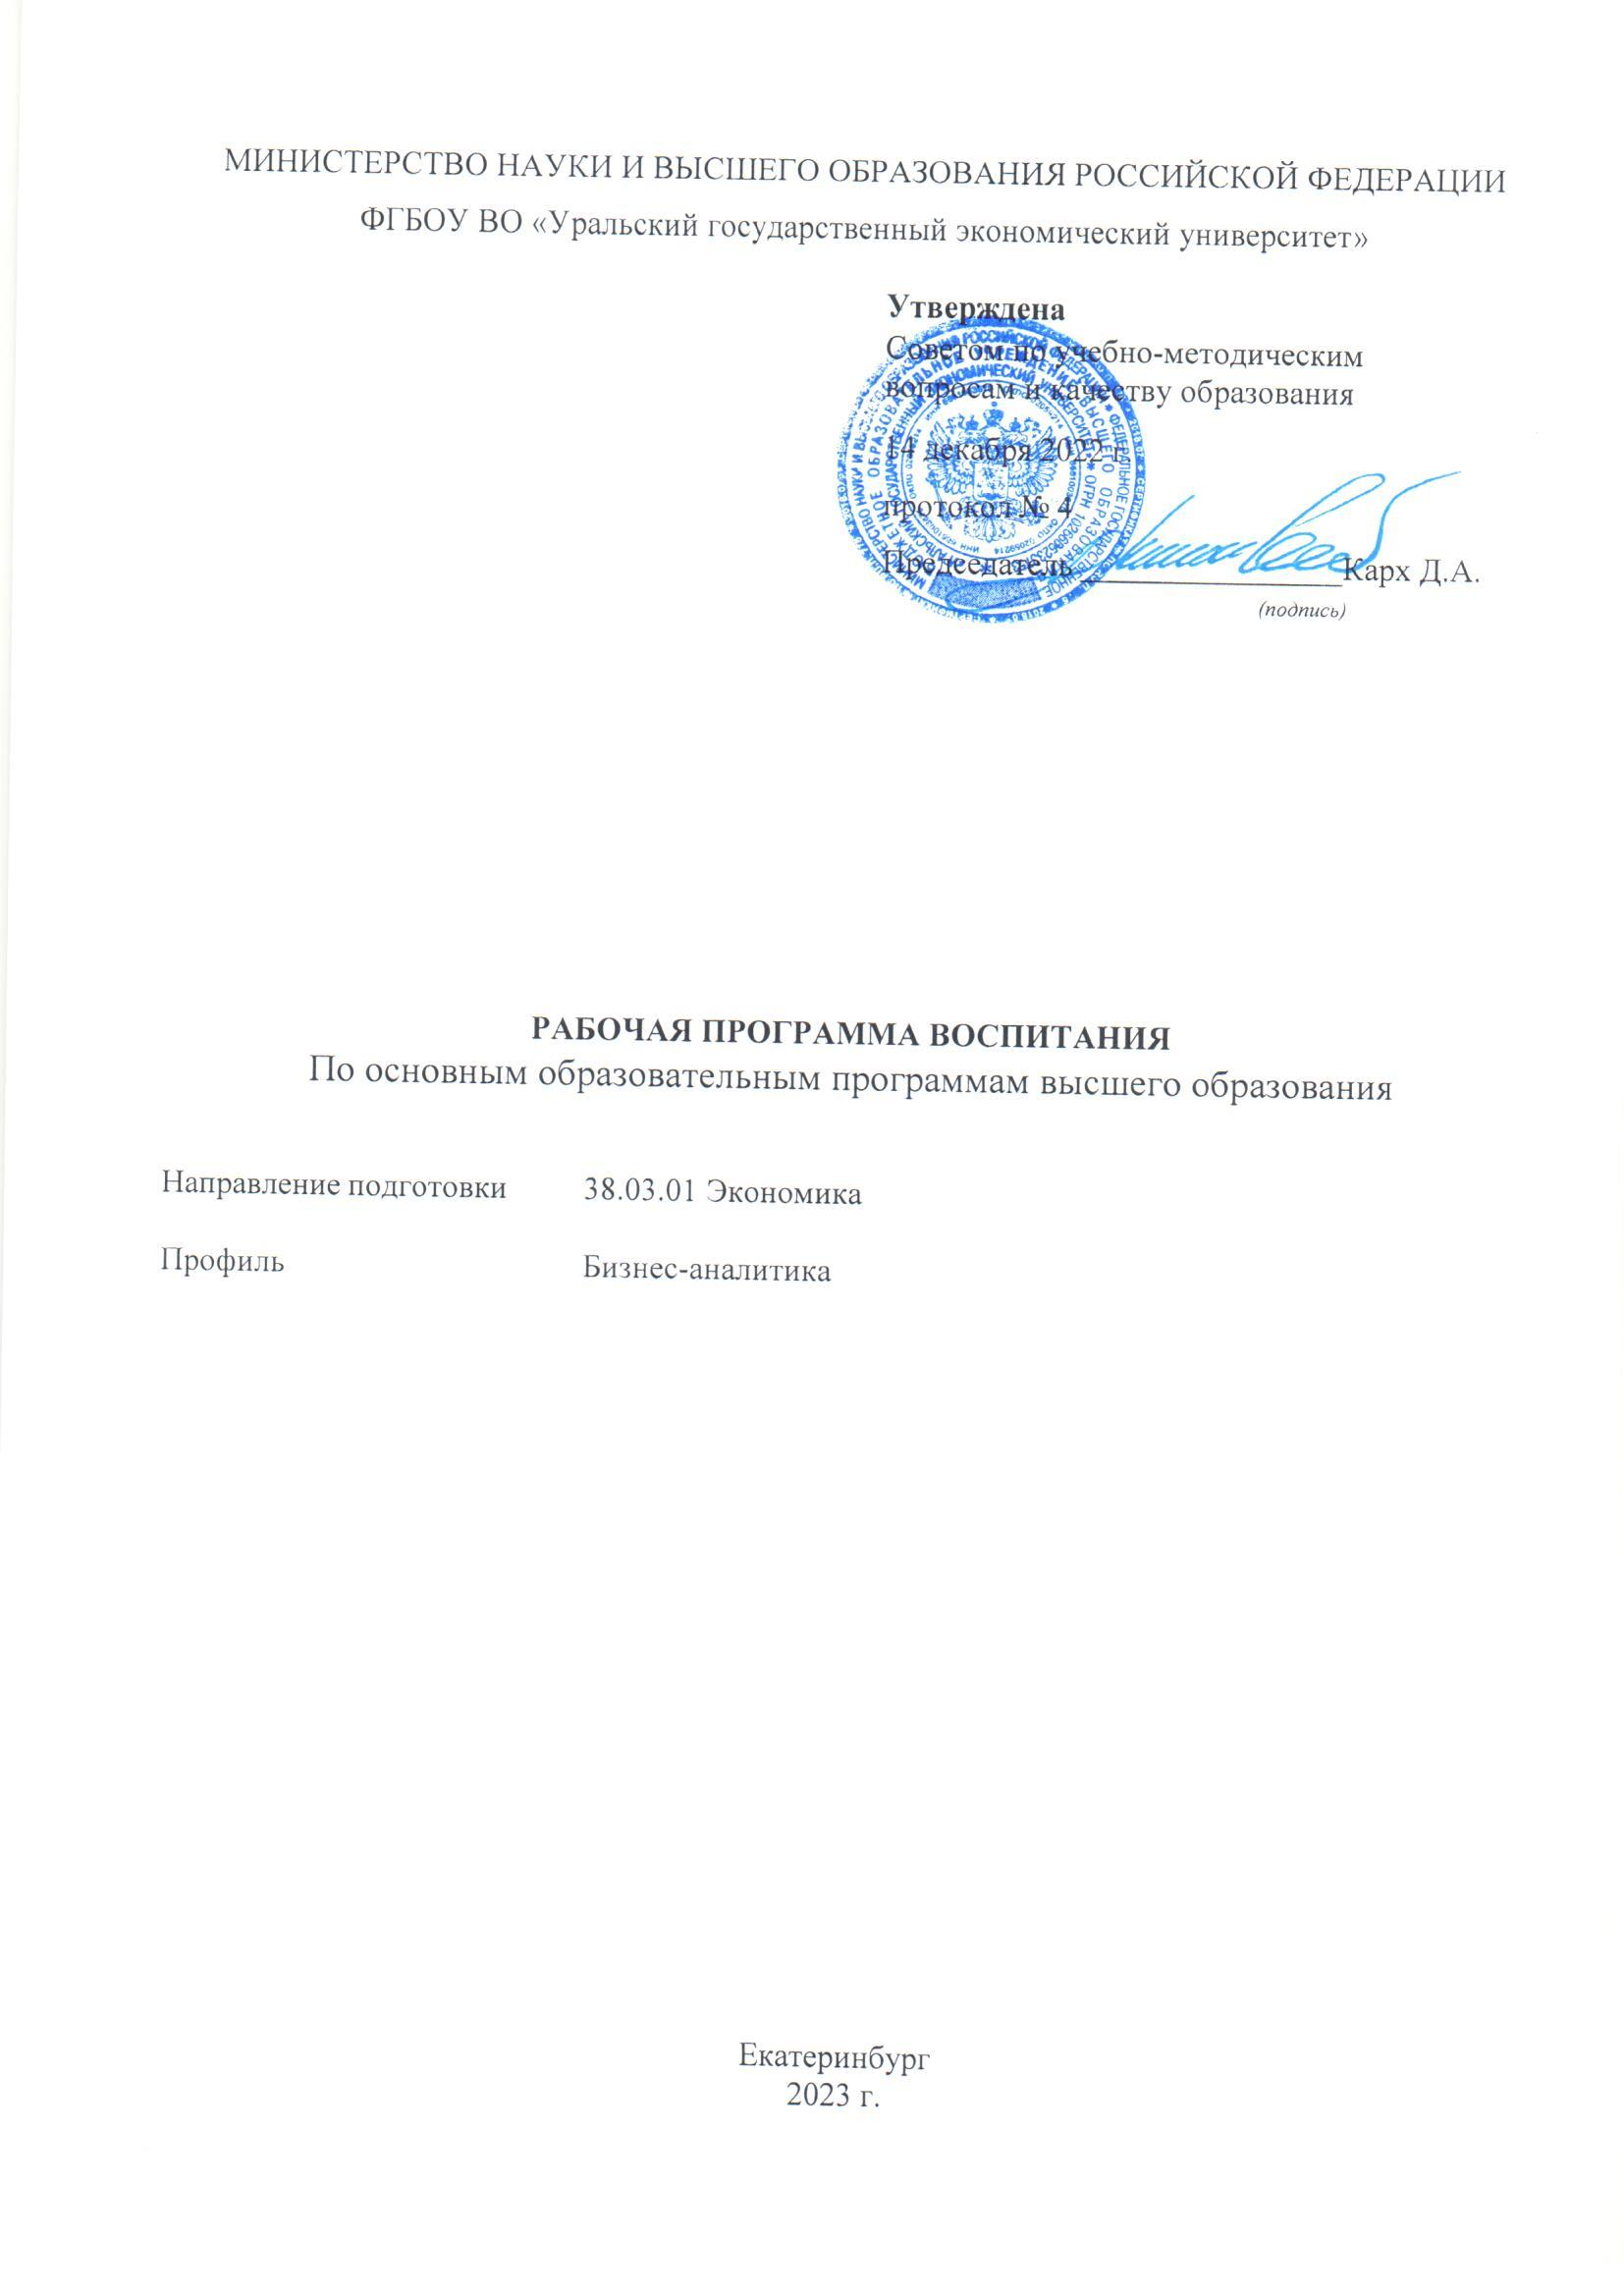 МИНИСТЕРСТВО НАУКИ И ВЫСШЕГО ОБРАЗОВАНИЯ РОССИЙСКОЙ ФЕДЕРАЦИИ
ФГБОУ ВО «Уральский государственный экономический университет»
Утверждена
Советом по учебно-методическим
вопросам и качеству образования
14 декабря 2022 г.
протокол № 4
Председатель Карх Д.А.
(подпись)
РАБОЧАЯ ПРОГРАММА ВОСПИТАНИЯ
По основным образовательным программам высшего образования
Направление подготовки 38.03.01 Экономика
Профиль Бизнес-аналитика
Екатеринбург
2023 г.